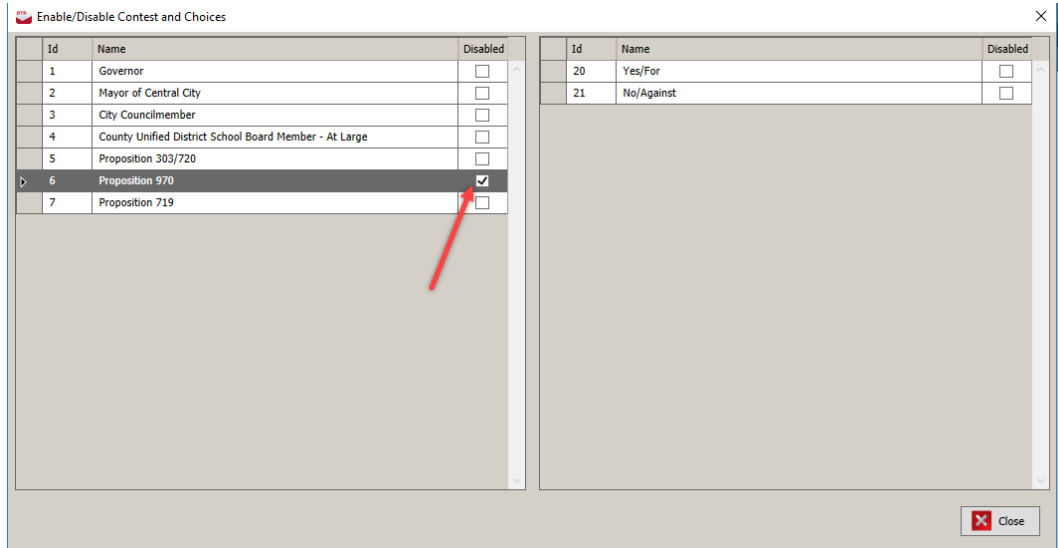 RTR Enable/Disable Contest and Choices
Id Name Disabled
1 Governor
2 Mayor of Central City
3 City Councilmember
4 County Unified District School Board Member - At Large
5 Proposition 303/720
6 Proposition 970
7 Proposition 719
Id Name Disabled
20 Yes/For
21 No/Against
Close